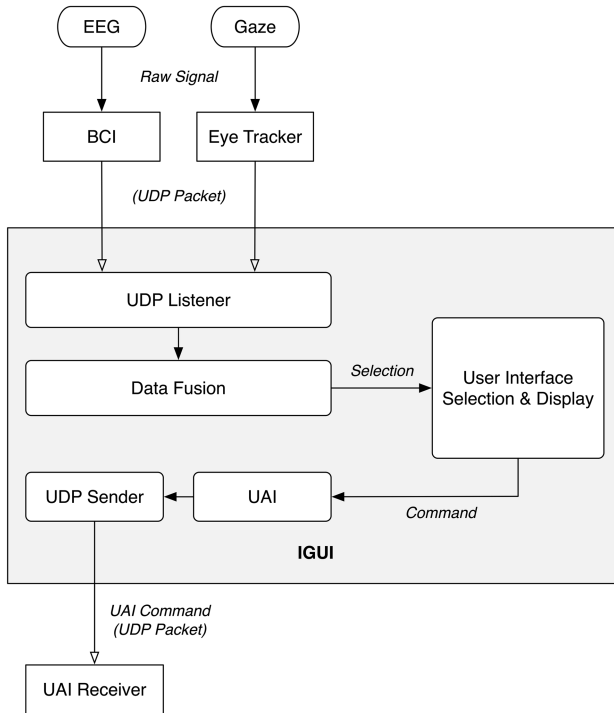 EEG
Gaze
Raw Signal
BCI
Eye Tracker
(UDP Packet)
UDP Listener
Data Fusion
Selection
User Interface
Selection & Display
UDP Sender
UAI
Command
IGUI
UAI Command
(UDP Packet)
UAI Receiver